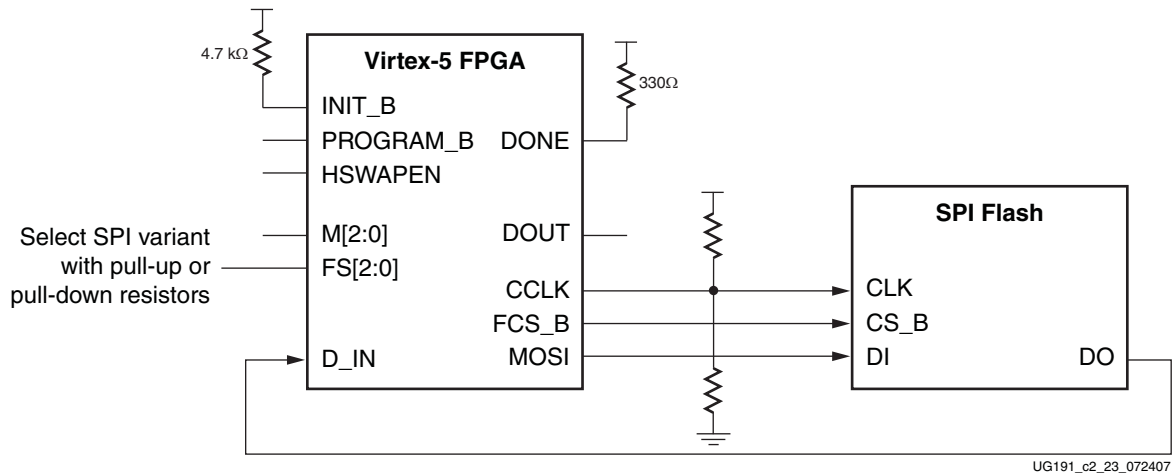 4.7 kΩ
Virtex-5 FPGA
330Ω
INIT_B
PROGRAM_B
DONE
HSWAPEN
SPI Flash
Select SPI variant
with pull-up or
pull-down resistors
M[2:0]
DOUT
FS[2:0]
CCLK
CLK
FCS_B
CS_B
D_IN
MOSI
DI
DO
UG191_c2_23_072407